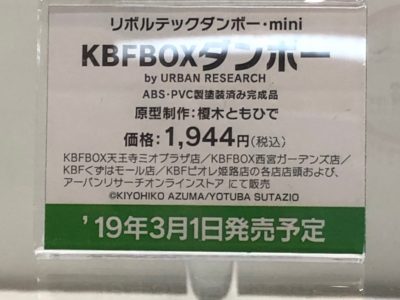 リボルテックダンボー・mini
KBFBOXダンボー
by URBAN RESEARCH
ABS・PVC製塗装済み完成品
原型制作：榎木ともひで
価格：1,944円(税込)
KBFBOX天王寺ミオプラザ店／KBFBOX西宮ガーデンズ店／
KBFくずはモール店／KBFピオレ姫路店の各店店頭および、
アーバンリサーチオンラインストア にて販売
©KIYOHIKO AZUMA/YOTUBA SUTAZIO
'19年3月1日発売予定